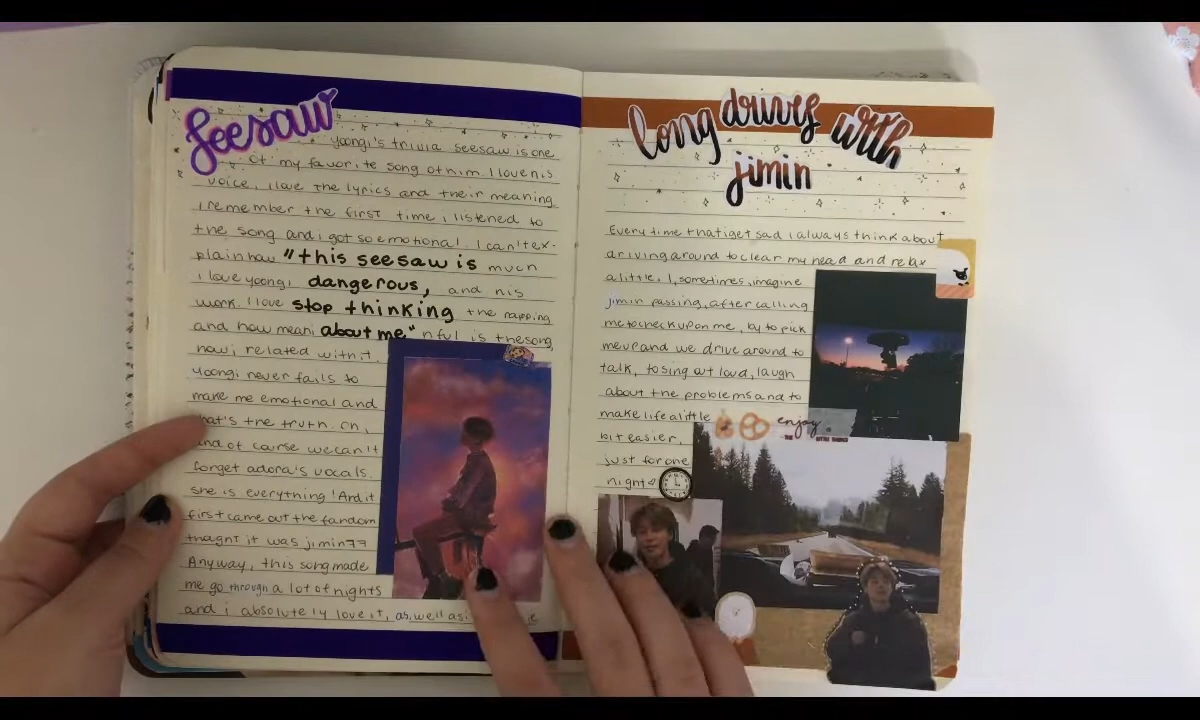 seesaw
yoongi's trivia seesaw is one
of my favorite song of him. I love his
voice, I love the lyrics and their meaning
i remember the first time i listened to
the song and i got so emotional. I can't ex-
plain how "this seesaw is much
i love yoongi dangerous, and his
work. I love stop thinking the rapping
and how meani about me" nful is the song
how i related with it.
yoongi never fails to
make me emotional and
that's the truth. Oh,
and of course we can't
forget adora's vocals.
she is everything! And it
first came out the fandom
thognt it was jimin??
Anyway, this song made
me go through a lot of nights
and i absolutely love it, as well as
long drives with
jimin
Every time that i get sad i always think about
driving around to clear my head and relax
a little. I, sometimes, imagine
jimin passing, after calling
me to check up on me, by to pick
me up and we drive around to
talk, to sing out loud, laugh
about the problems and to
make life a little
bit easier,
just for one
night
enjoy
THE LITTLE THINGS